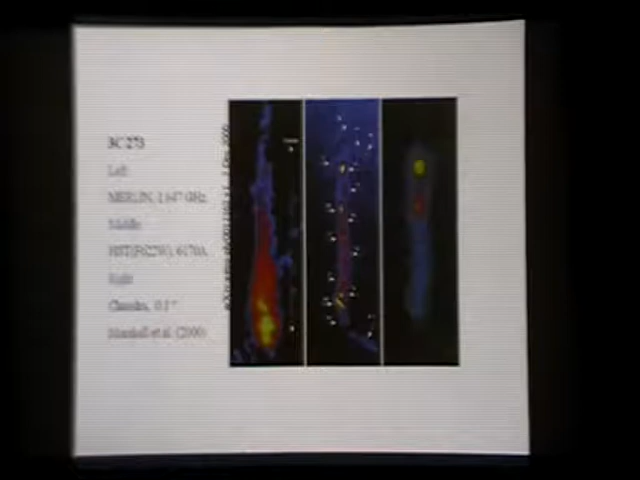 3C 273
Left
MERLIN, 1.647 GHz
Middle
HST(F622W), 6170A
Right
Chandra, 0.1"
Marshall et al. (2000)